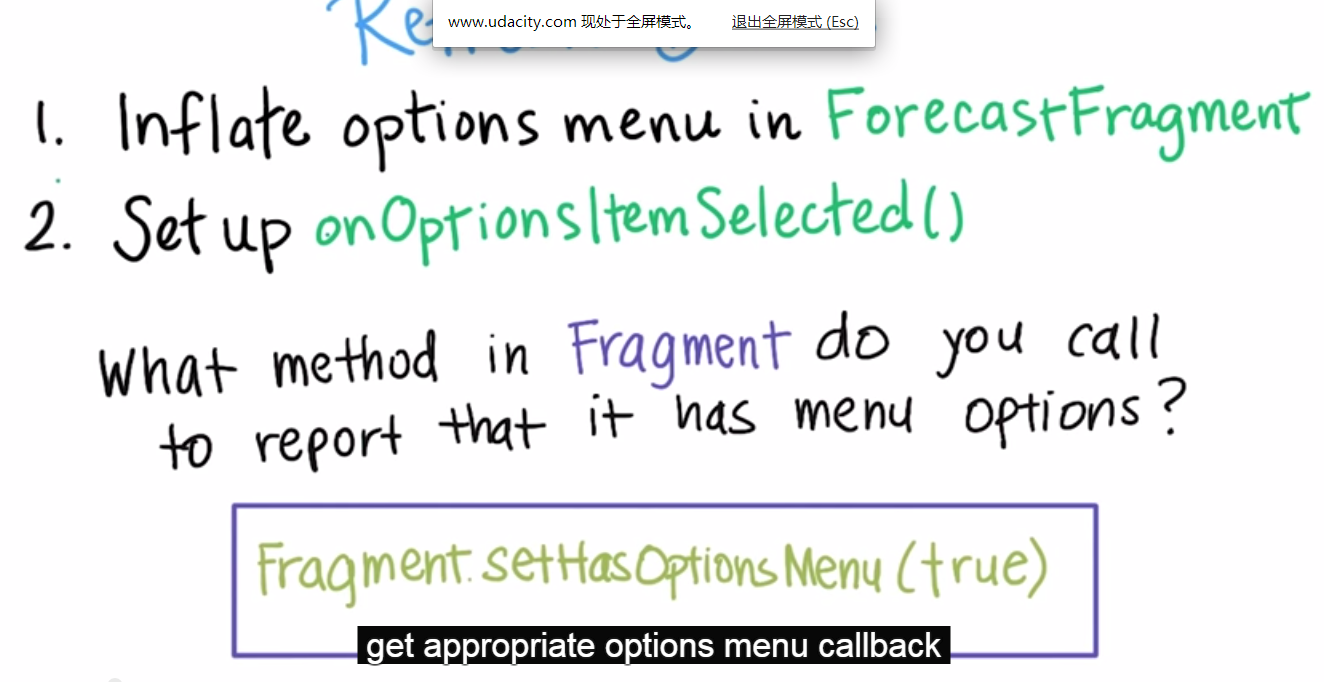 www.udacity.com 现处于全屏模式。 退出全屏模式 (Esc)
1. Inflate options menu in ForecastFragment
2. Set up onOptionsItemSelected()
What method in Fragment do you call
to report that it has menu options?
Fragment.setHasOptionsMenu(true)
get appropriate options menu callback